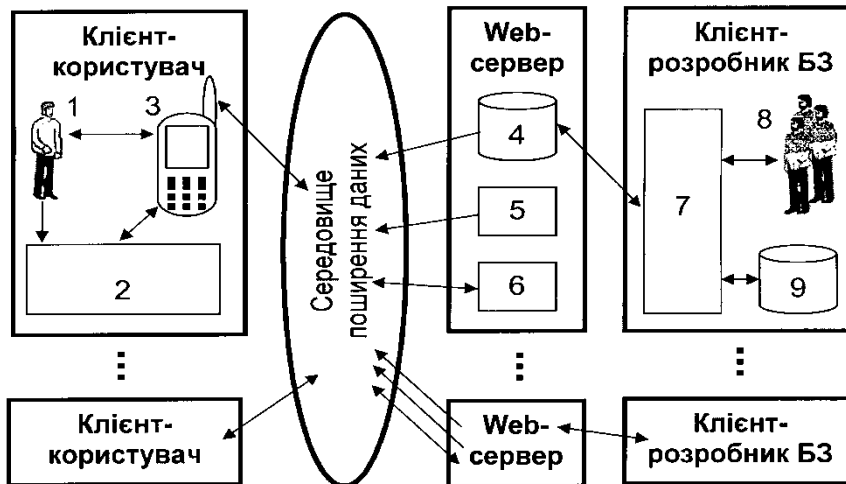 Клієнт-
користувач
1
3
2
Середовище
поширення даних
Web-
сервер
4
5
6
Клієнт-
розробник БЗ
7
8
9
Клієнт-
користувач
Web-
сервер
Клієнт-
розробник БЗ